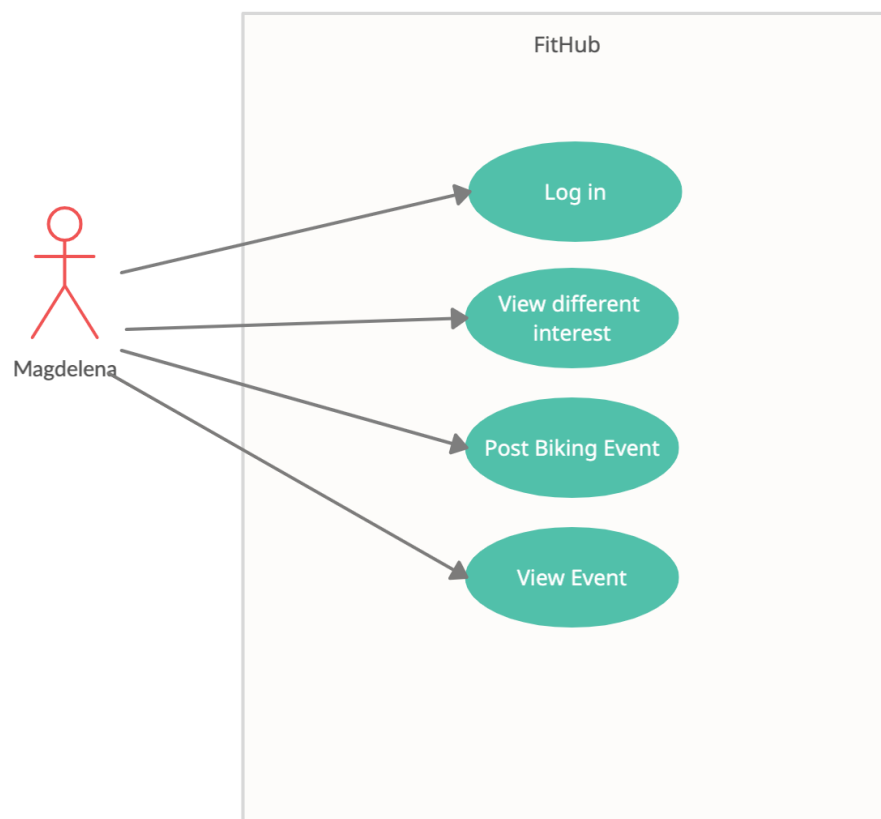 FitHub
Log in
View different
interest
Magdelena
Post Biking Event
View Event